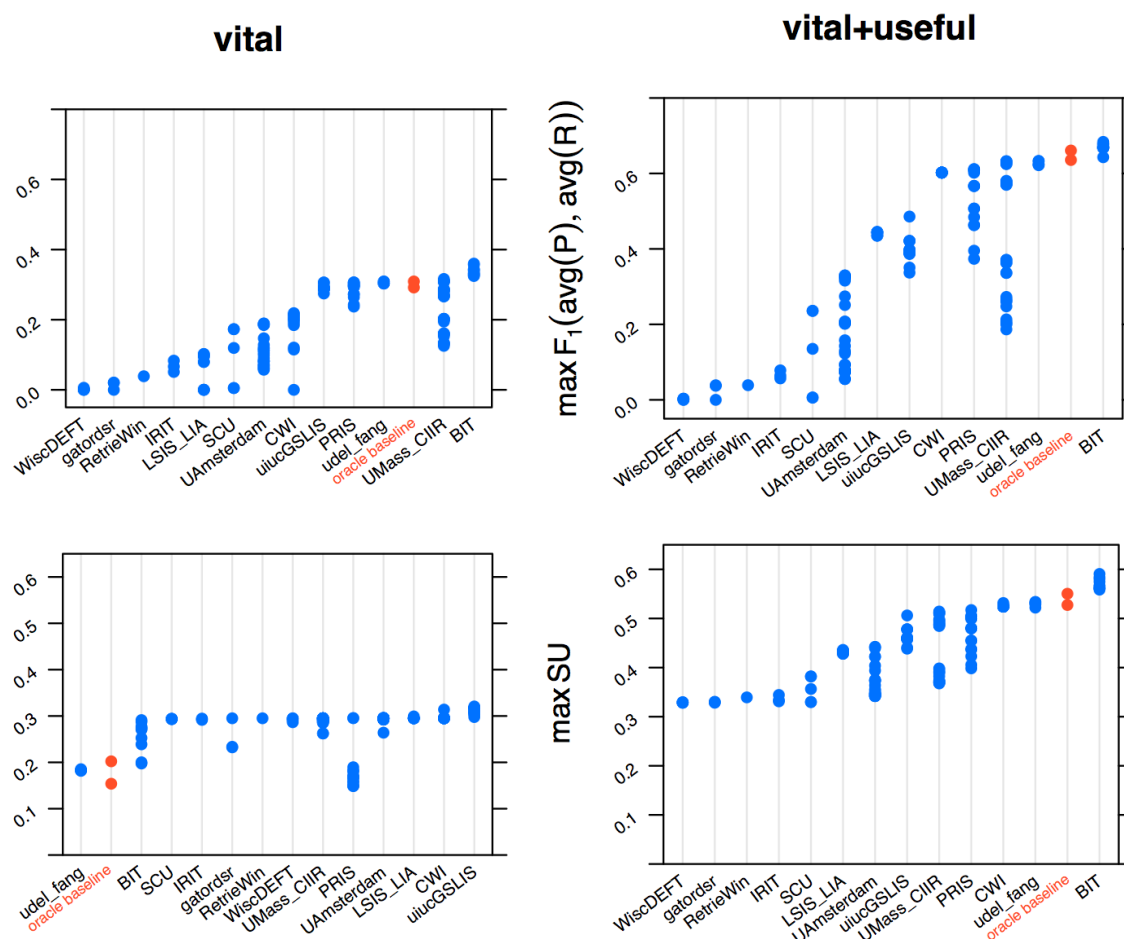 vital
vital+useful
0.6
0.4
0.2
0.0
WiscDEFT
gatordsr
RetrieWin
IRIT
LSIS_LIA
SCU
UAmsterdam
CWI
uiucGSLIS
PRIS
udel_fang
oracle baseline
UMass_CIIR
BIT
max F1(avg(P), avg(R))
0.6
0.4
0.2
0.0
WiscDEFT
gatordsr
RetrieWin
IRIT
SCU
UAmsterdam
LSIS_LIA
uiucGSLIS
CWI
PRIS
UMass_CIIR
udel_fang
oracle baseline
BIT
0.6
0.5
0.4
0.3
0.2
0.1
udel_fang
oracle baseline
BIT
SCU
IRIT
gatordsr
RetrieWin
WiscDEFT
UMass_CIIR
PRIS
UAmsterdam
LSIS_LIA
CWI
uiucGSLIS
max SU
0.6
0.5
0.4
0.3
0.2
0.1
WiscDEFT
gatordsr
RetrieWin
IRIT
SCU
LSIS_LIA
UAmsterdam
uiucGSLIS
UMass_CIIR
PRIS
CWI
udel_fang
oracle baseline
BIT